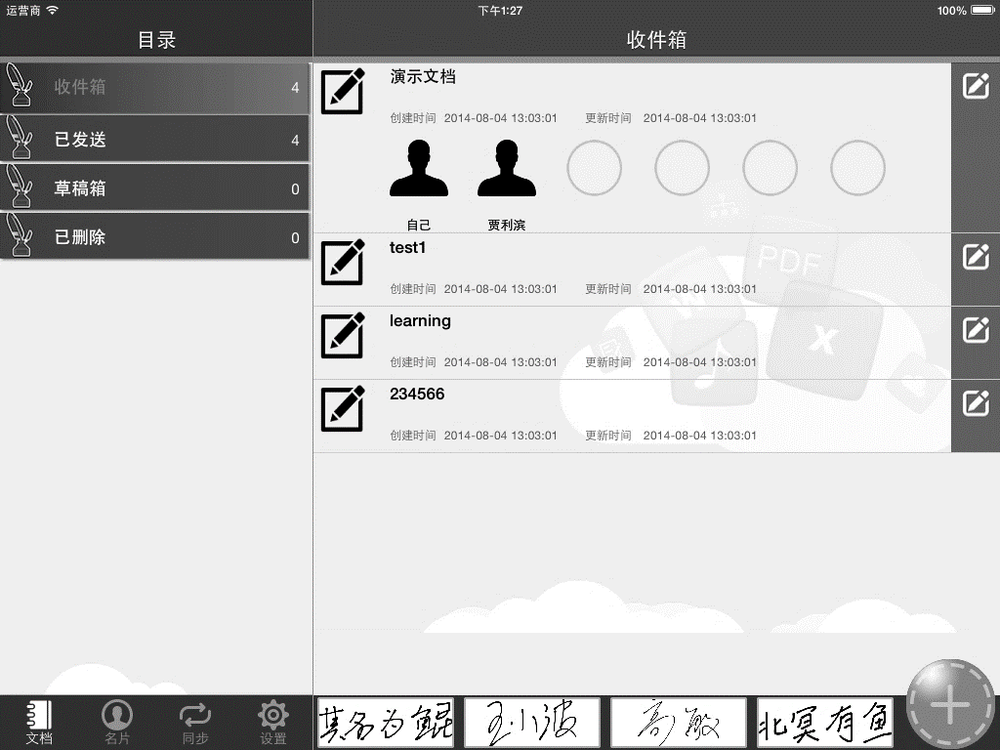 运营商 下午1:27 100%
目录 收件箱
收件箱 4
已发送 4
草稿箱 0
已删除 0
演示文档
创建时间 2014-08-04 13:03:01 更新时间 2014-08-04 13:03:01
自己 贾利滨
test1
创建时间 2014-08-04 13:03:01 更新时间 2014-08-04 13:03:01
learning
创建时间 2014-08-04 13:03:01 更新时间 2014-08-04 13:03:01
234566
创建时间 2014-08-04 13:03:01 更新时间 2014-08-04 13:03:01
PDF
W
X
文档 名片 同步 设置
其名为鲲 王小波 高敏 北冥有鱼